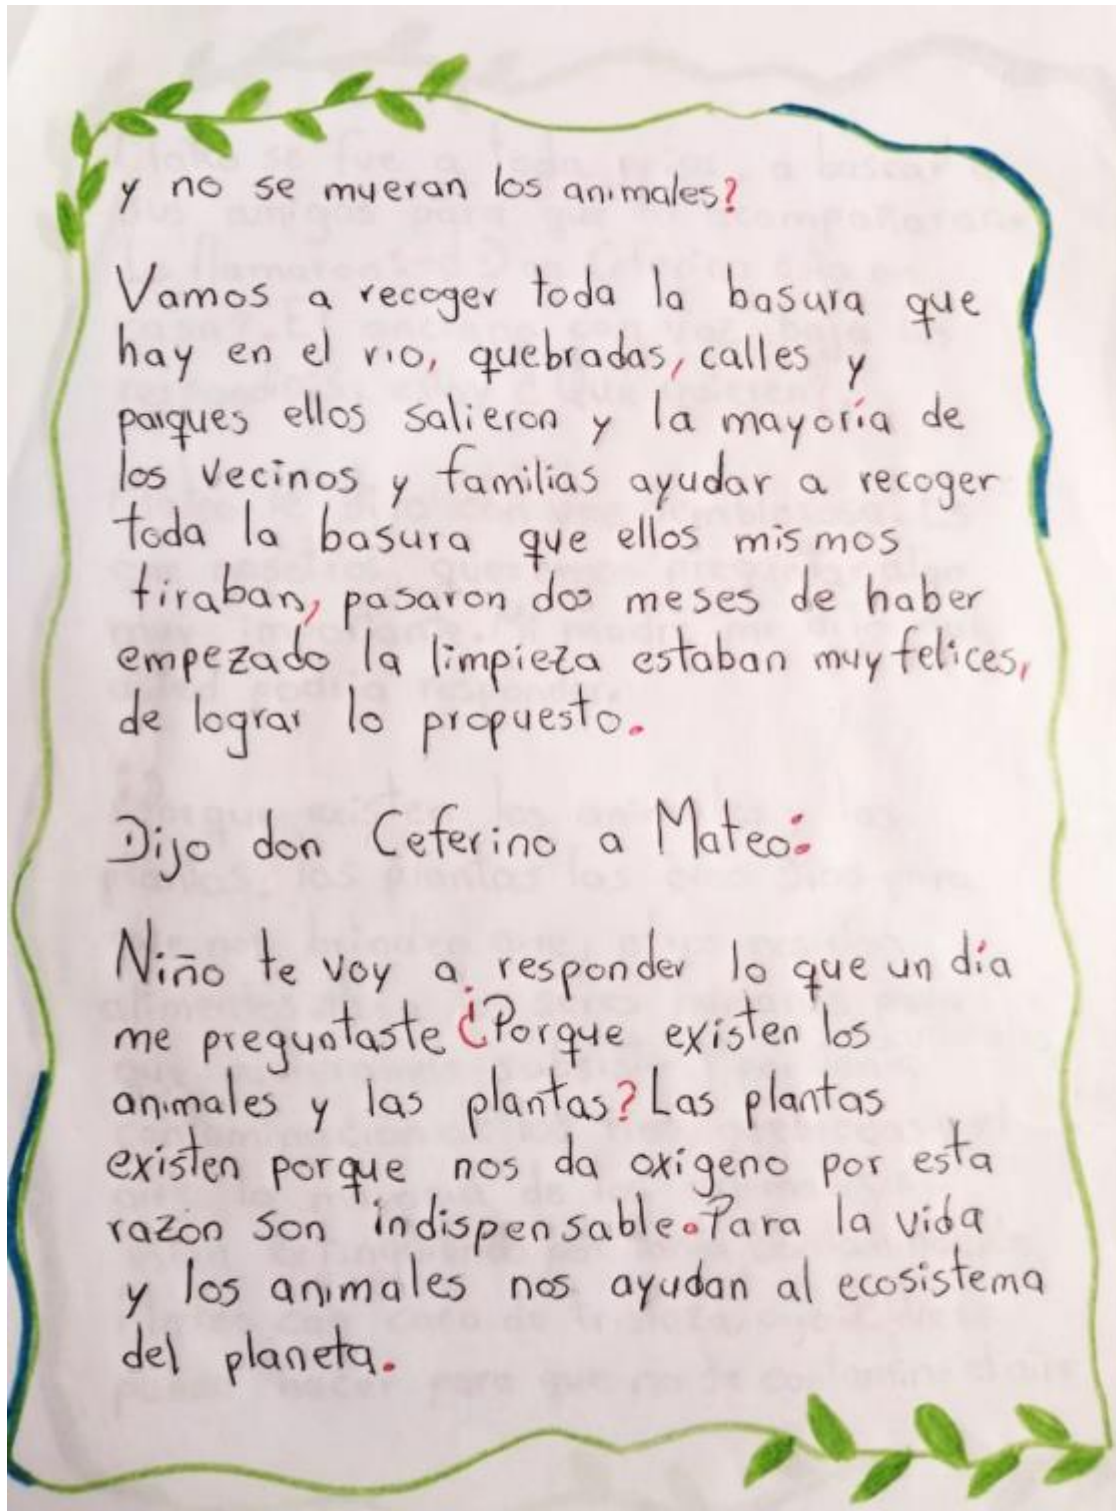 y no se mueran los animales?
Vamos a recoger toda la basura que
hay en el rio, quebradas, calles y
parques ellos salieron y la mayoría de
los vecinos y familias ayudar a recoger
toda la basura que ellos mismos
tiraban, pasaron dos meses de haber
empezado la limpieza estaban muy felices,
de lograr lo propuesto.
Dijo don Ceferino a Mateo:
Niño te voy a responder lo que un día
me preguntaste ¿Porque existen los
animales y las plantas? Las plantas
existen porque nos da oxígeno por esta
razón son indispensable. Para la vida
y los animales nos ayudan al ecosistema
del planeta.